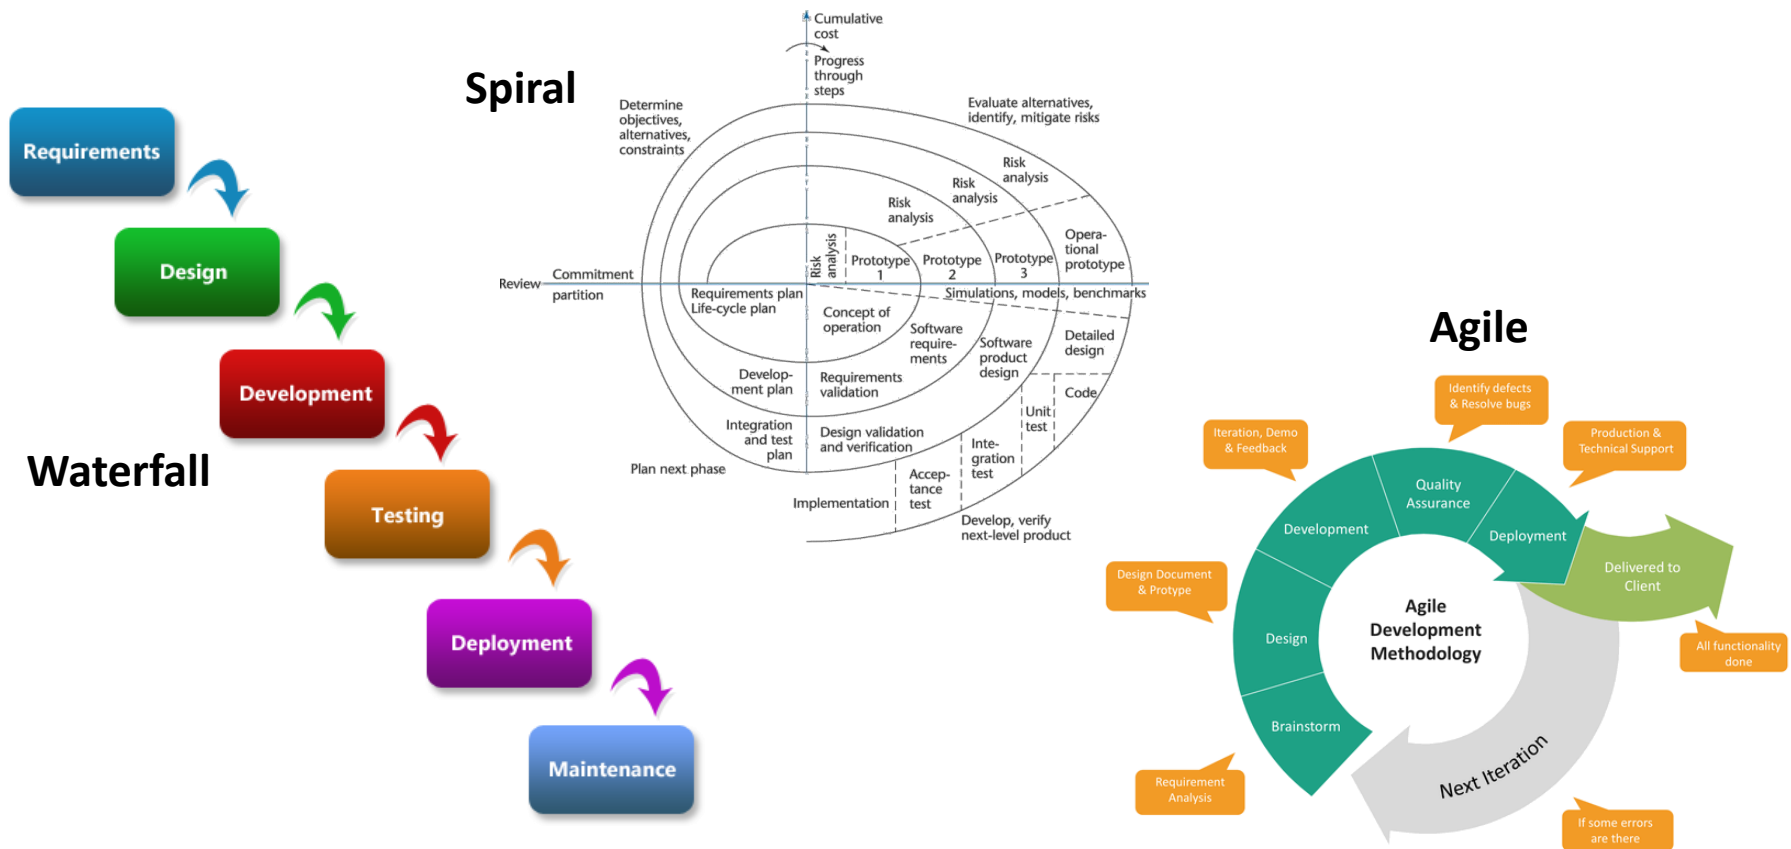 Waterfall
Requirements
Design
Development
Testing
Deployment
Maintenance
Spiral
Cumulative
cost
Progress
through
steps
Determine
objectives,
alternatives,
constraints
Evaluate alternatives,
identify, mitigate risks
Risk
analysis
Risk
analysis
Risk
analysis
Risk
analysis
Prototype
1
Prototype
2
Prototype
3
Opera-
tional
prototype
Review
Commitment
partition
Requirements plan
Life-cycle plan
Simulations, models, benchmarks
Concept of
operation
Software
require-
ments
Software
product
design
Detailed
design
Develop-
ment plan
Requirements
validation
Code
Unit
test
Integration
and test
plan
Design validation
and verification
Inte-
gration
test
Plan next phase
Accep-
tance
test
Implementation
Develop, verify
next-level product
Agile
Identify defects
& Resolve bugs
Iteration, Demo
& Feedback
Production &
Technical Support
Quality
Assurance
Development
Deployment
Design Document
& Protype
Delivered to
Client
Agile
Development
Methodology
Design
All functionality
done
Brainstorm
Next Iteration
Requirement
Analysis
If some errors
are there